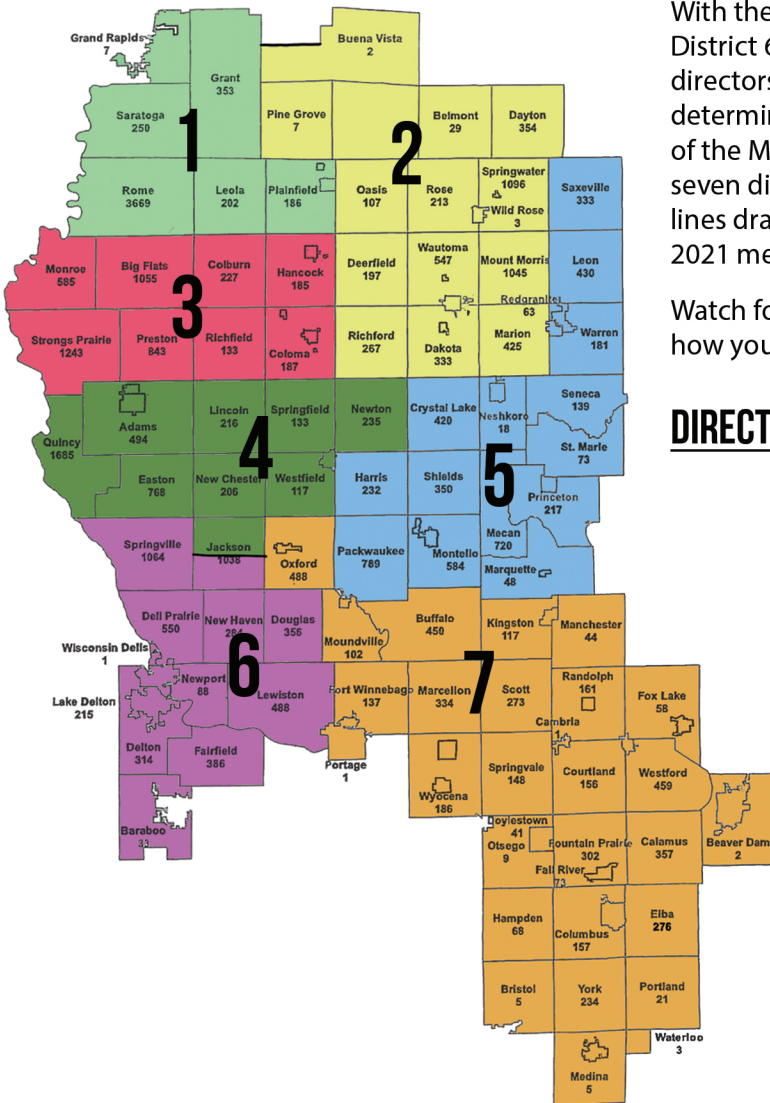 With the
District 6
directors
determin
of the M
seven di
lines dra
2021 me
Watch fo
how you
DIRECT
Grand Rapids
7
Grant
353
Buena Vista
2
Saratoga
250
1
Pine Grove
7
2
Belmont
29
Dayton
354
Rome
3669
Leola
202
Plainfield
186
Oasis
107
Rose
213
Springwater
1096
Wild Rose
3
Saxeville
333
Monroe
585
Big Flats
1055
Colburn
227
Hancock
185
3
Deerfield
197
Wautoma
547
Mount Morris
1045
Leon
430
Redgranite
63
Strongs Prairie
1243
Preston
843
Richfield
133
Coloma
187
Richford
267
Dakota
333
Marion
425
Warren
181
Quincy
1685
Adams
494
Lincoln
216
Springfield
133
Newton
235
4
Crystal Lake
420
Neshkoro
18
Seneca
139
St. Marie
73
5
Easton
768
New Chester
206
Westfield
117
Harris
232
Shields
350
Princeton
217
Mecan
720
Springville
1064
Jackson
1038
Oxford
488
Packwaukee
789
Montello
584
Marquette
48
Dell Prairie
550
New Haven
284
Douglas
356
Moundville
102
Buffalo
450
Kingston
117
Manchester
44
Wisconsin Dells
1
6
7
Lake Delton
215
Newport
88
Lewiston
488
Fort Winnebago
137
Marcellon
334
Scott
273
Randolph
161
Fox Lake
58
Cambria
1
Delton
314
Fairfield
386
Portage
1
Wyocena
186
Springvale
148
Courtland
156
Westford
459
Baraboo
33
Doylestown
41
Otsego
9
Fountain Prairie
302
Calamus
357
Beaver Dam
2
Fall River
73
Hampden
68
Columbus
157
Elba
276
Bristol
5
York
234
Portland
21
Waterloo
3
Medina
5